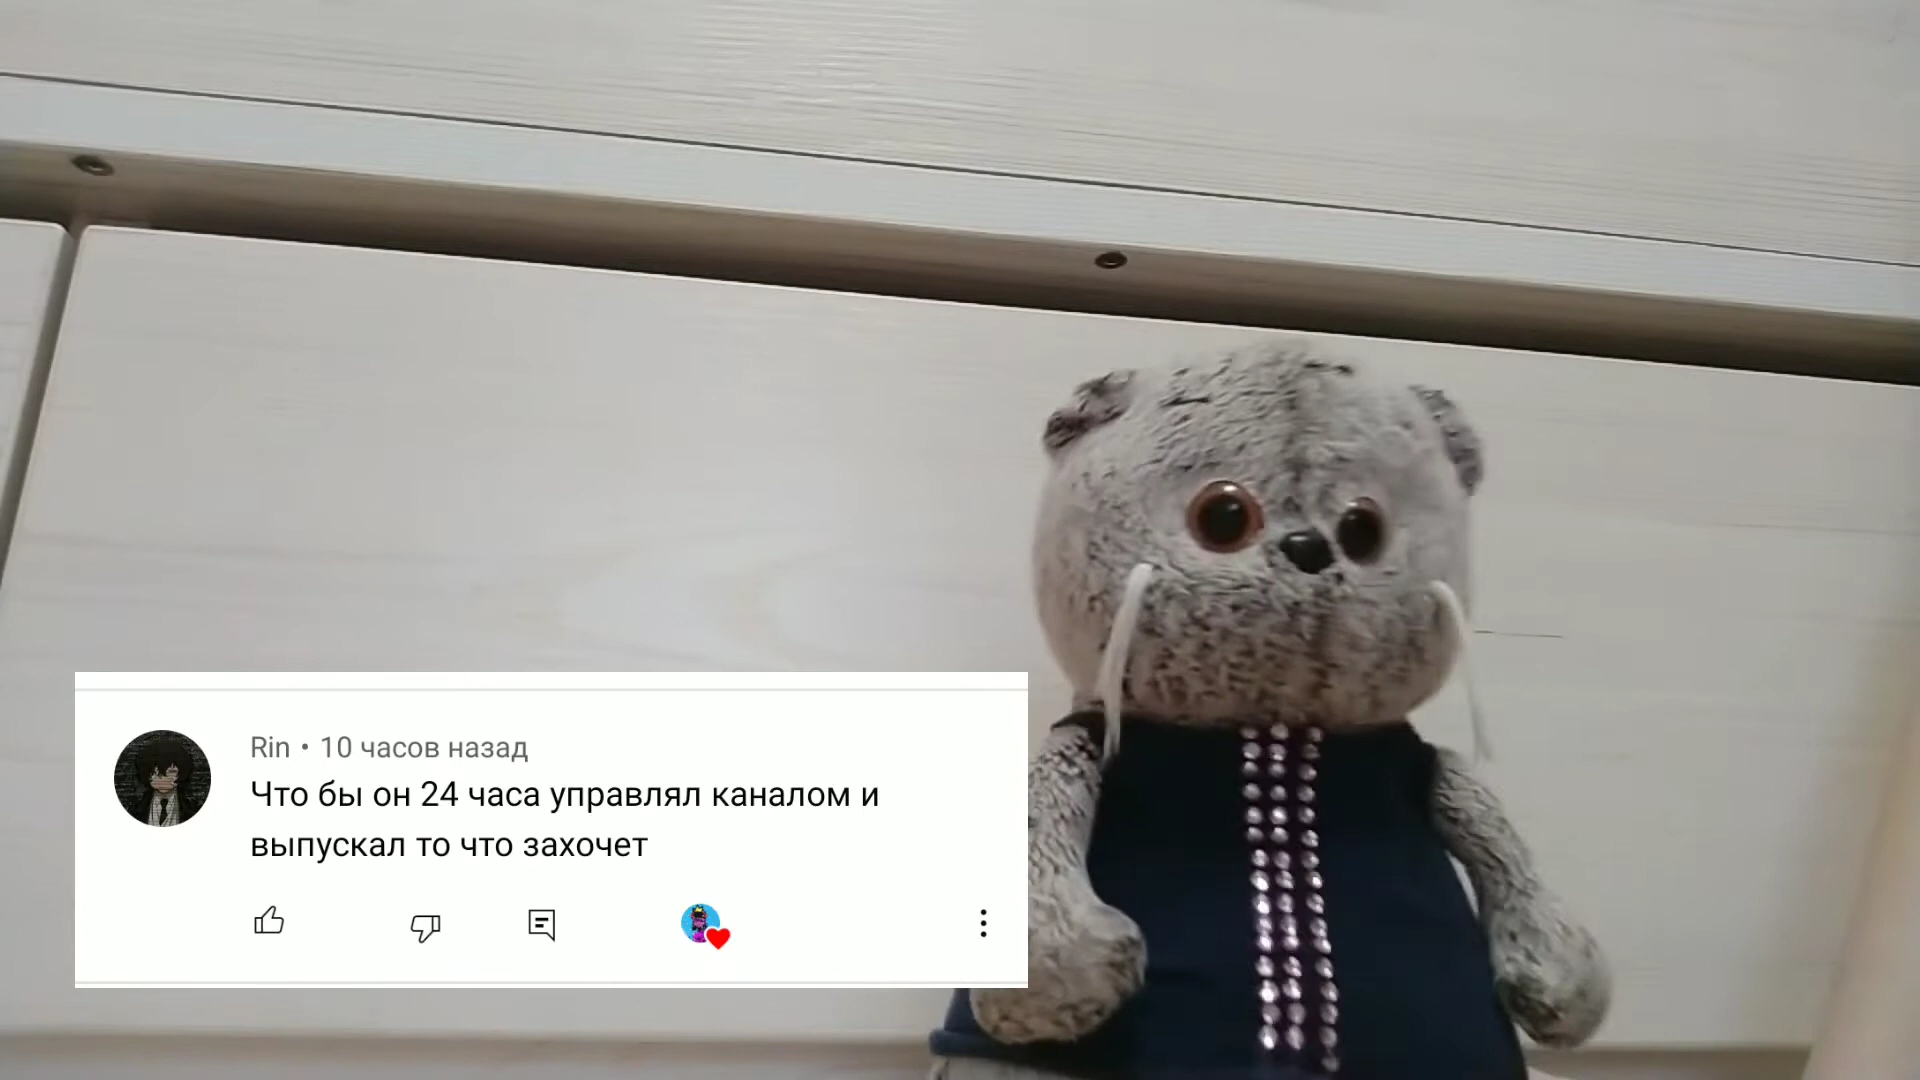 Rin • 10 часов назад
Что бы он 24 часа управлял каналом и
выпускал то что захочет